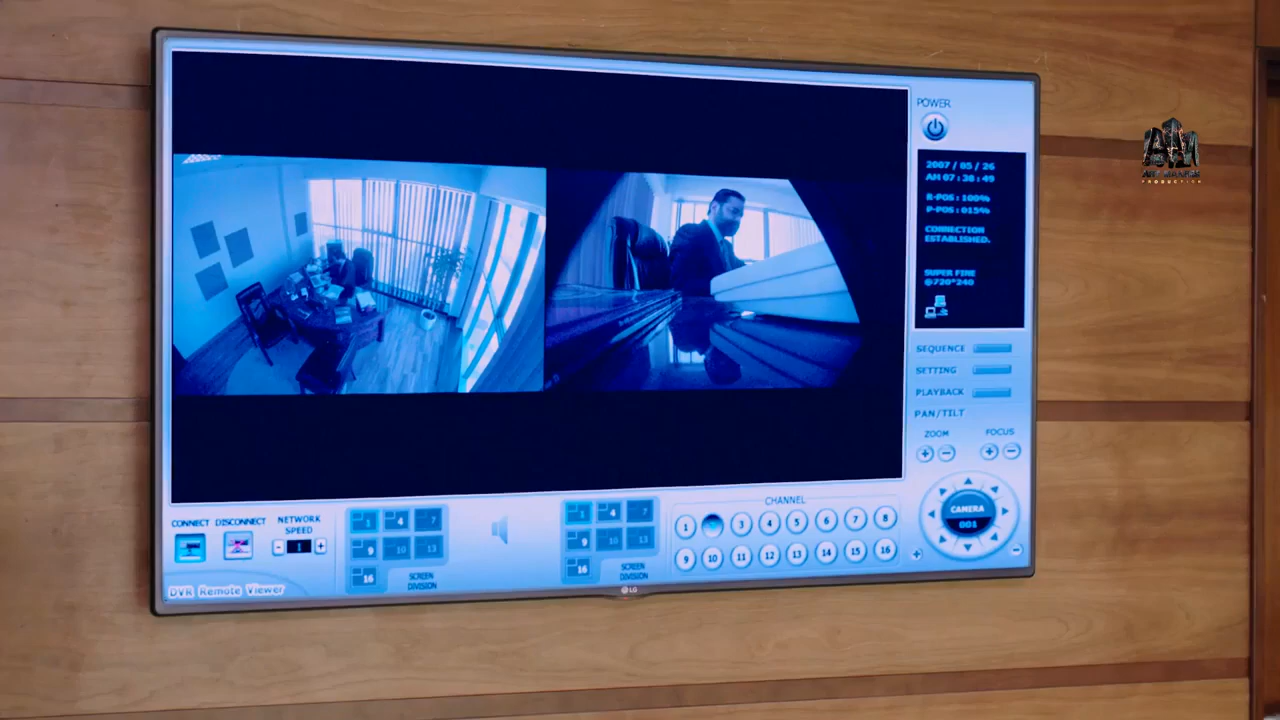 POWER
2007 / 05 / 26
AM 07 : 38 : 49
R-POS : 100%
P-POS : 015%
CONNECTION
ESTABLISHED.
SUPER FINE
@720*240
SEQUENCE
SETTING
PLAYBACK
PAN/TILT
ZOOM
FOCUS
+ - + -
CAMERA
001
+ -
CONNECT DISCONNECT NETWORK SPEED
- 1 +
1 4 7
9 10 13
16
SCREEN DIVISION
1 4 7
9 10 13
16
SCREEN DIVISION
CHANNEL
1 3 4 5 6 7 8
9 10 11 12 13 14 15 16
DVR Remote Viewer
LG
AM
PRODUCTION